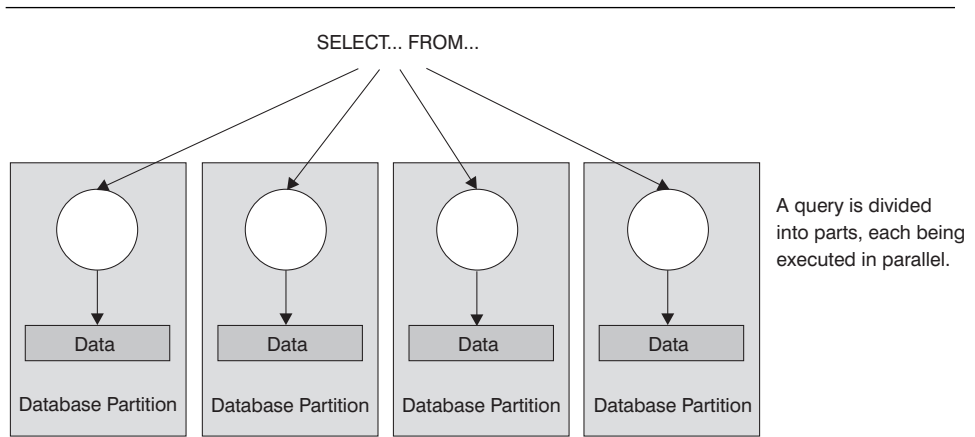 SELECT... FROM...
A query is divided
into parts, each being
executed in parallel.
Data
Data
Data
Data
Database Partition
Database Partition
Database Partition
Database Partition